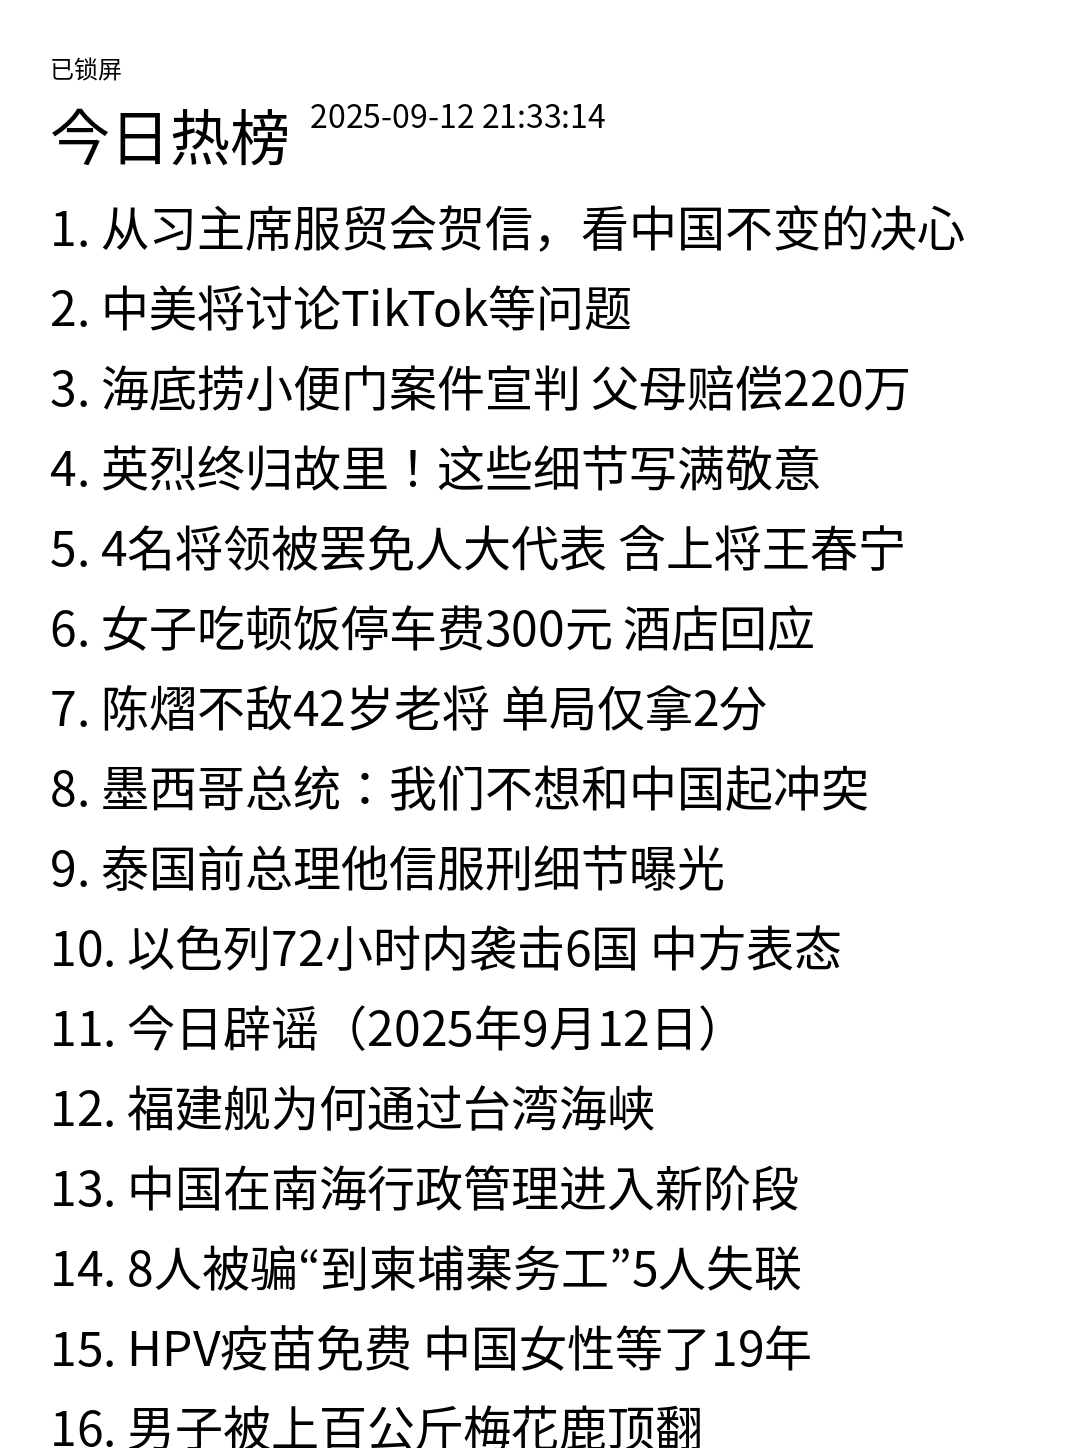 已锁屏
今日热榜 2025-09-12 21:33:14
1. 从习主席服贸会贺信，看中国不变的决心
2. 中美将讨论TikTok等问题
3. 海底捞小便门案件宣判 父母赔偿220万
4. 英烈终归故里！这些细节写满敬意
5. 4名将领被罢免人大代表 含上将王春宁
6. 女子吃顿饭停车费300元 酒店回应
7. 陈熠不敌42岁老将 单局仅拿2分
8. 墨西哥总统：我们不想和中国起冲突
9. 泰国前总理他信服刑细节曝光
10. 以色列72小时内袭击6国 中方表态
11. 今日辟谣（2025年9月12日）
12. 福建舰为何通过台湾海峡
13. 中国在南海行政管理进入新阶段
14. 8人被骗“到柬埔寨务工”5人失联
15. HPV疫苗免费 中国女性等了19年
16. 男子被上百公斤梅花鹿顶翻